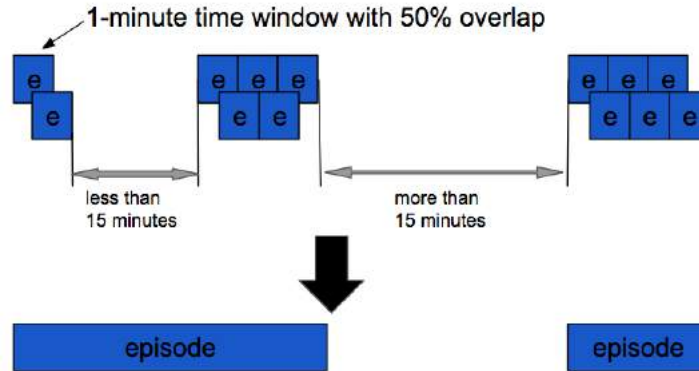 1-minute time window with 50% overlap
e e e e e e e
e e e e e e
less than
15 minutes
more than
15 minutes
episode episode